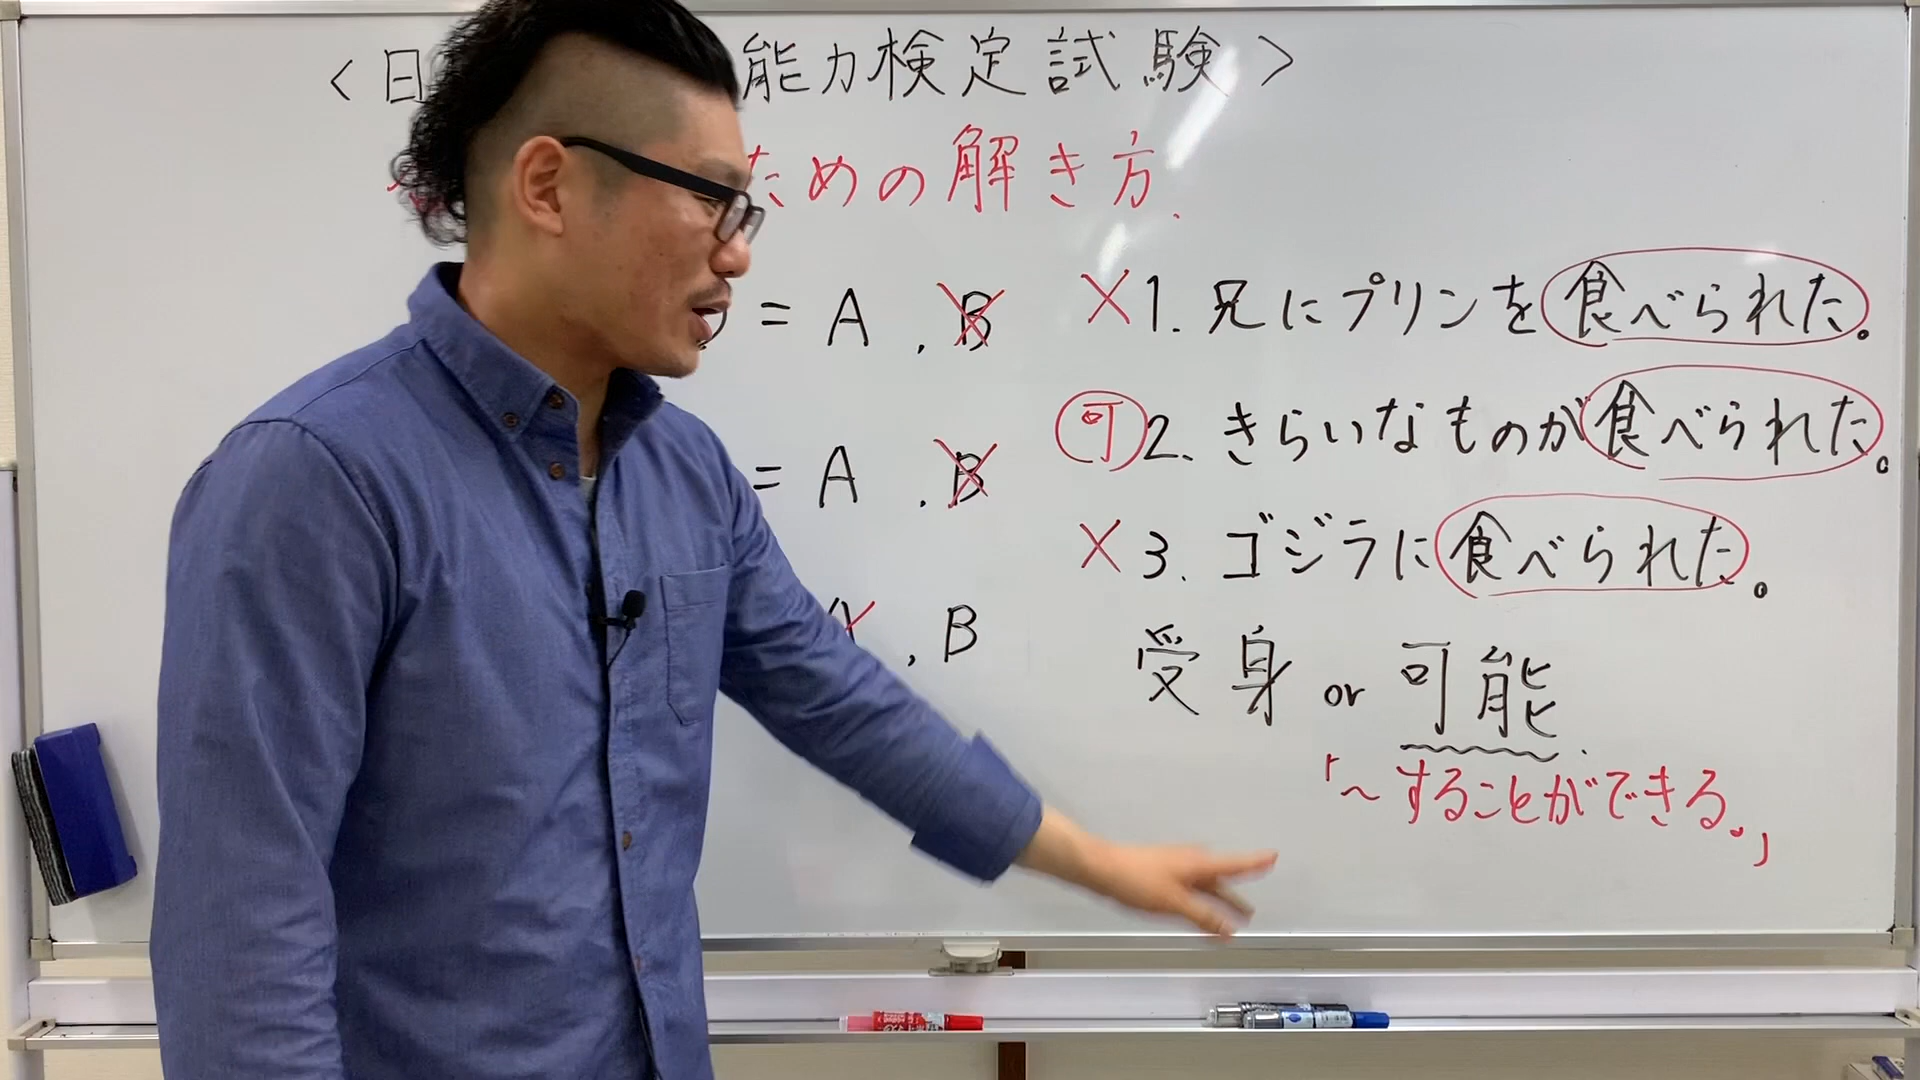 <日 能力検定試験>
ための解き方.
= A . B
× 1. 兄にプリンを食べられた。
= A . B
可 2. きらいなものが食べられた。
× 3. ゴジラに食べられた。
, B
受身 or 可能.
「~することができる。」